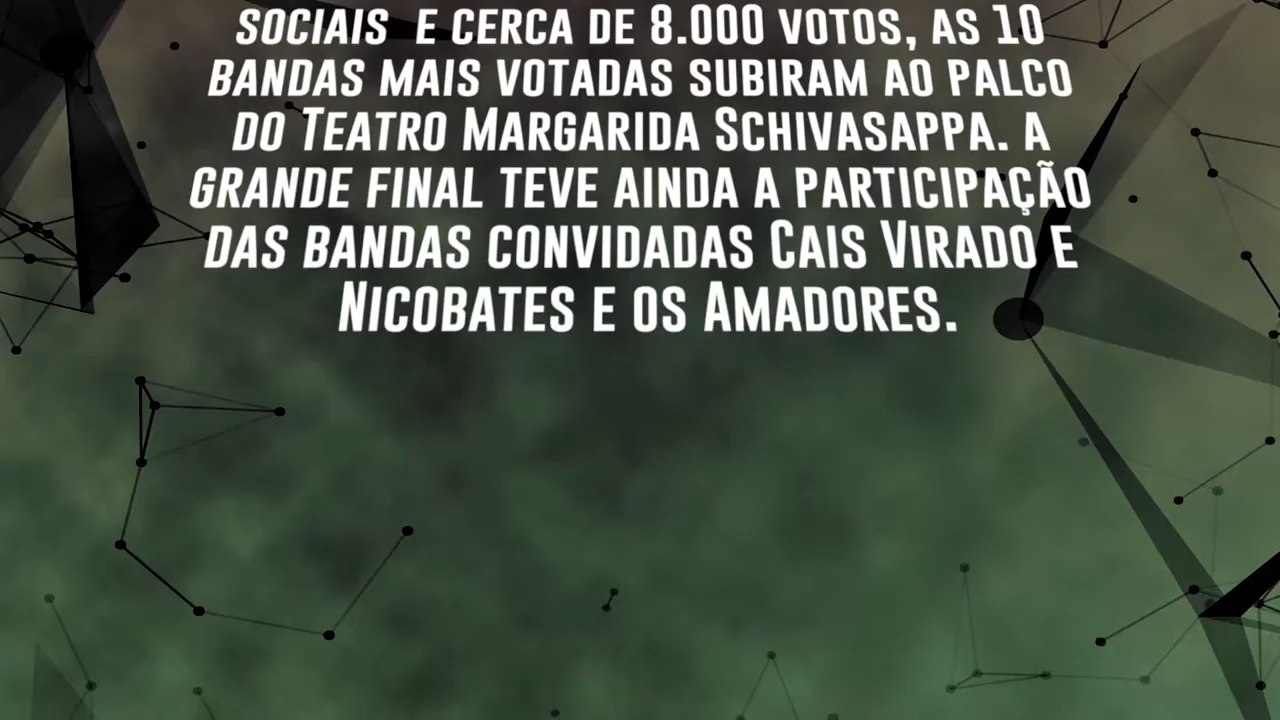 SOCIAIS E CERCA DE 8.000 VOTOS, AS 10
BANDAS MAIS VOTADAS SUBIRAM AO PALCO
DO TEATRO MARGARIDA SCHIVASAPPA. A
GRANDE FINAL TEVE AINDA A PARTICIPAÇÃO
DAS BANDAS CONVIDADAS CAIS VIRADO E
NICOBATES E OS AMADORES.